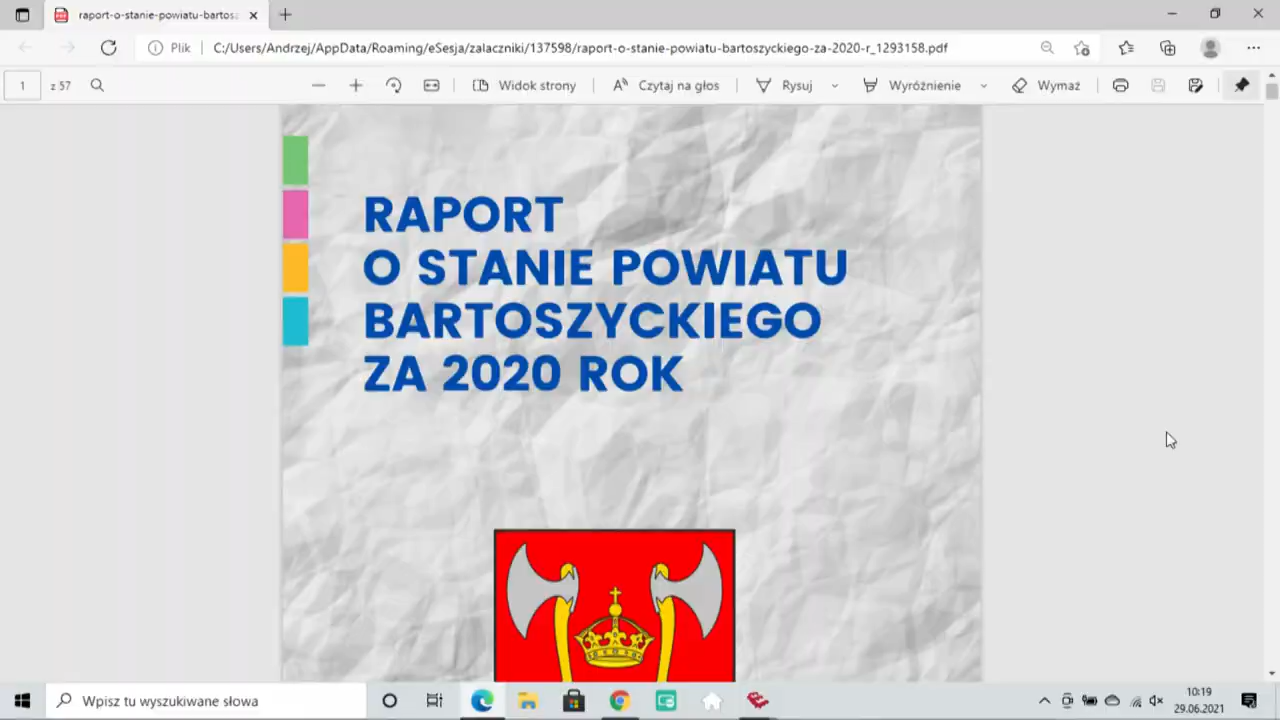 raport-o-stanie-powiatu-bartosz
Plik
C:/Users/Andrzej/AppData/Roaming/eSesja/zalaczniki/137598/raport-o-stanie-powiatu-bartoszyckiego-za-2020-r_1293158.pdf
1 z 57
Widok strony
Czytaj na głos
Rysuj
Wyróżnienie
Wymaż
RAPORT
O STANIE POWIATU
BARTOSZYCKIEGO
ZA 2020 ROK
Wpisz tu wyszukiwane słowa
10:19
29.06.2021